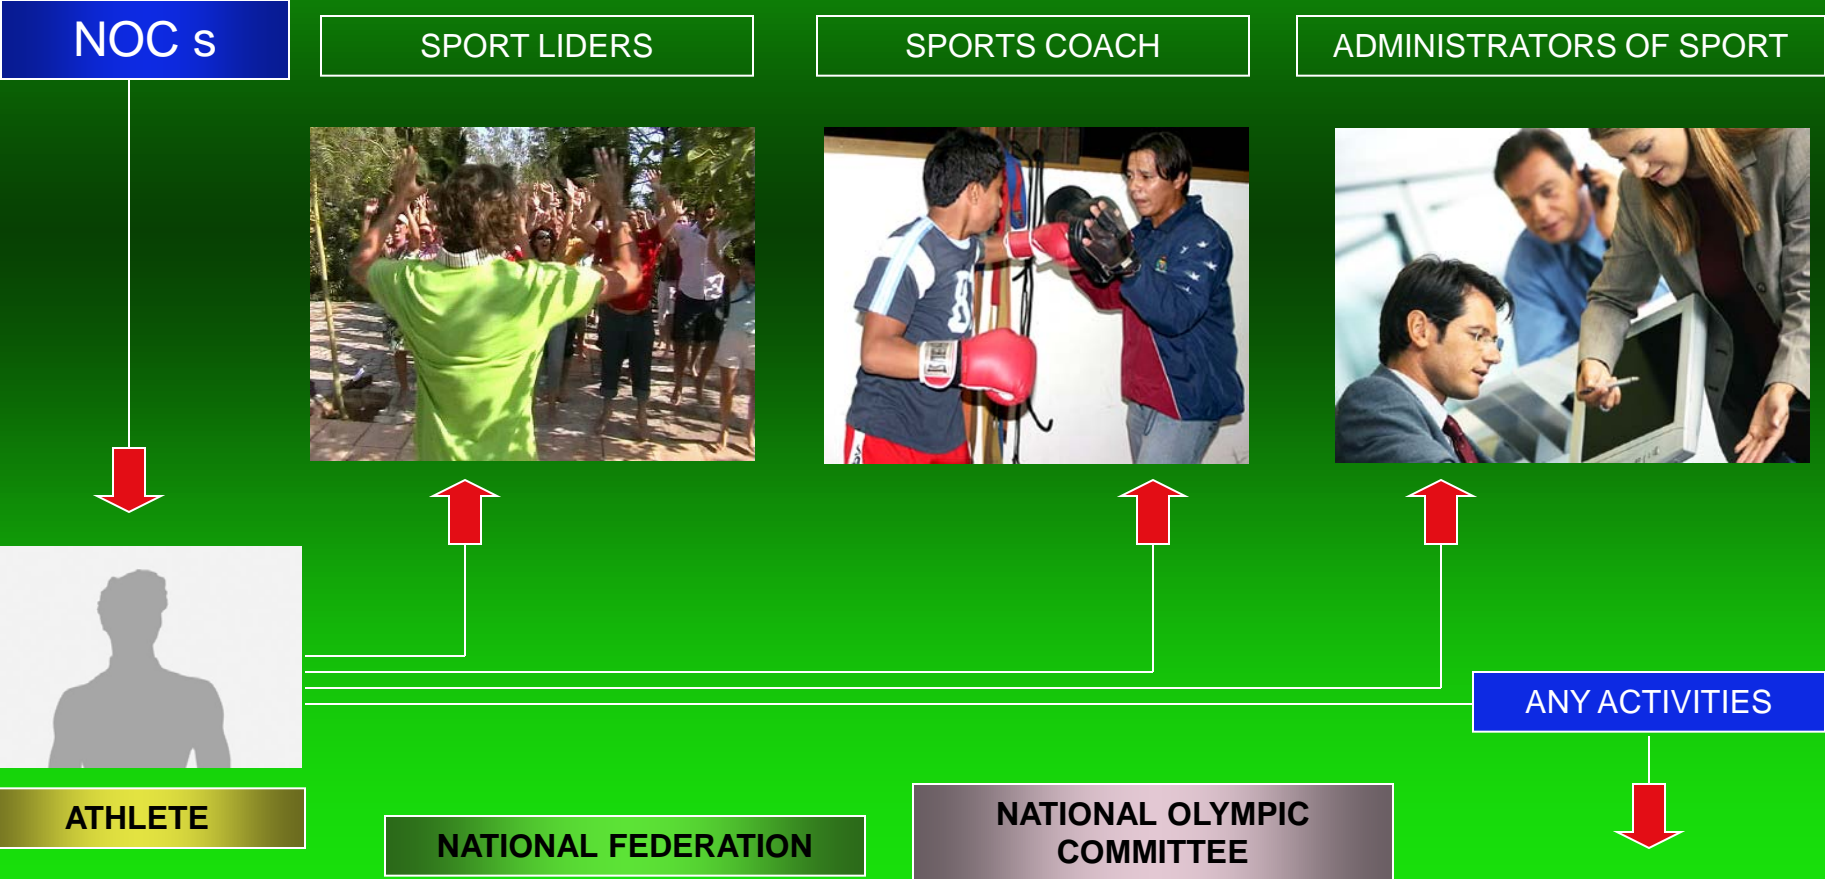 NOC s
SPORT LIDERS
SPORTS COACH
ADMINISTRATORS OF SPORT
ANY ACTIVITIES
ATHLETE
NATIONAL FEDERATION
NATIONAL OLYMPIC
COMMITTEE